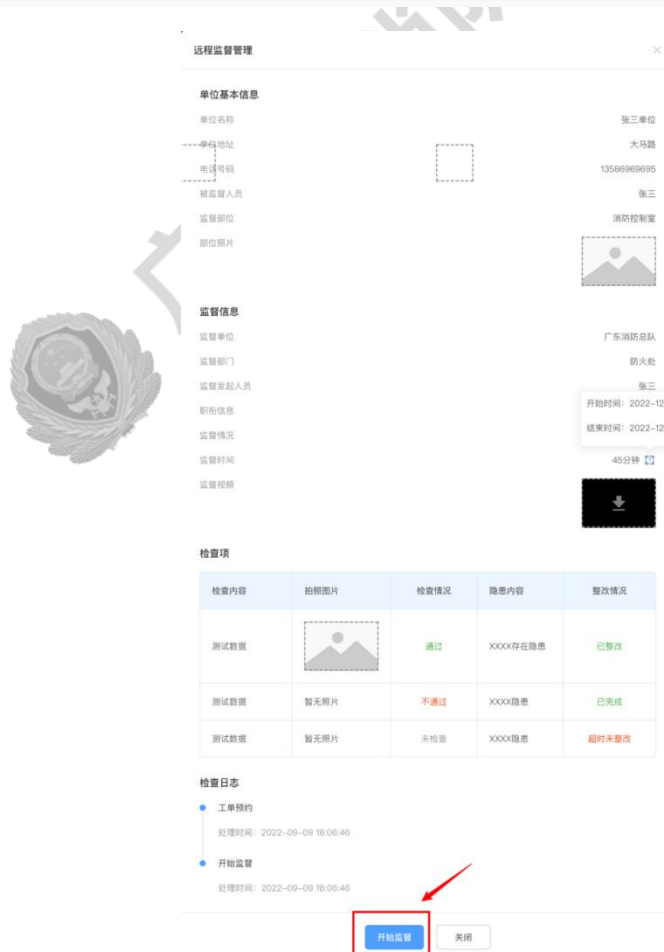 远程监督管理
单位基本信息
单位名称 张三单位
单位地址 大马路
电话号码 13586969695
被监督人员 张三
监督部位 消防控制室
部位照片
监督信息
监督单位 广东消防总队
监督部门 防火处
监督发起人员 张三
职衔信息
开始时间：2022-12
监督情况
结束时间：2022-12
监督时间 45分钟
监督视频
检查项
检查内容 拍照图片 检查情况 隐患内容 整改情况
测试数据 通过 XXXX存在隐患 已整改
测试数据 暂无照片 不通过 XXXX隐患 已完成
测试数据 暂无照片 未检查 XXXX隐患 超时未整改
检查日志
工单预约
处理时间：2022-09-09 18:06:46
开始监督
处理时间：2022-09-09 18:06:46
开始监督 关闭